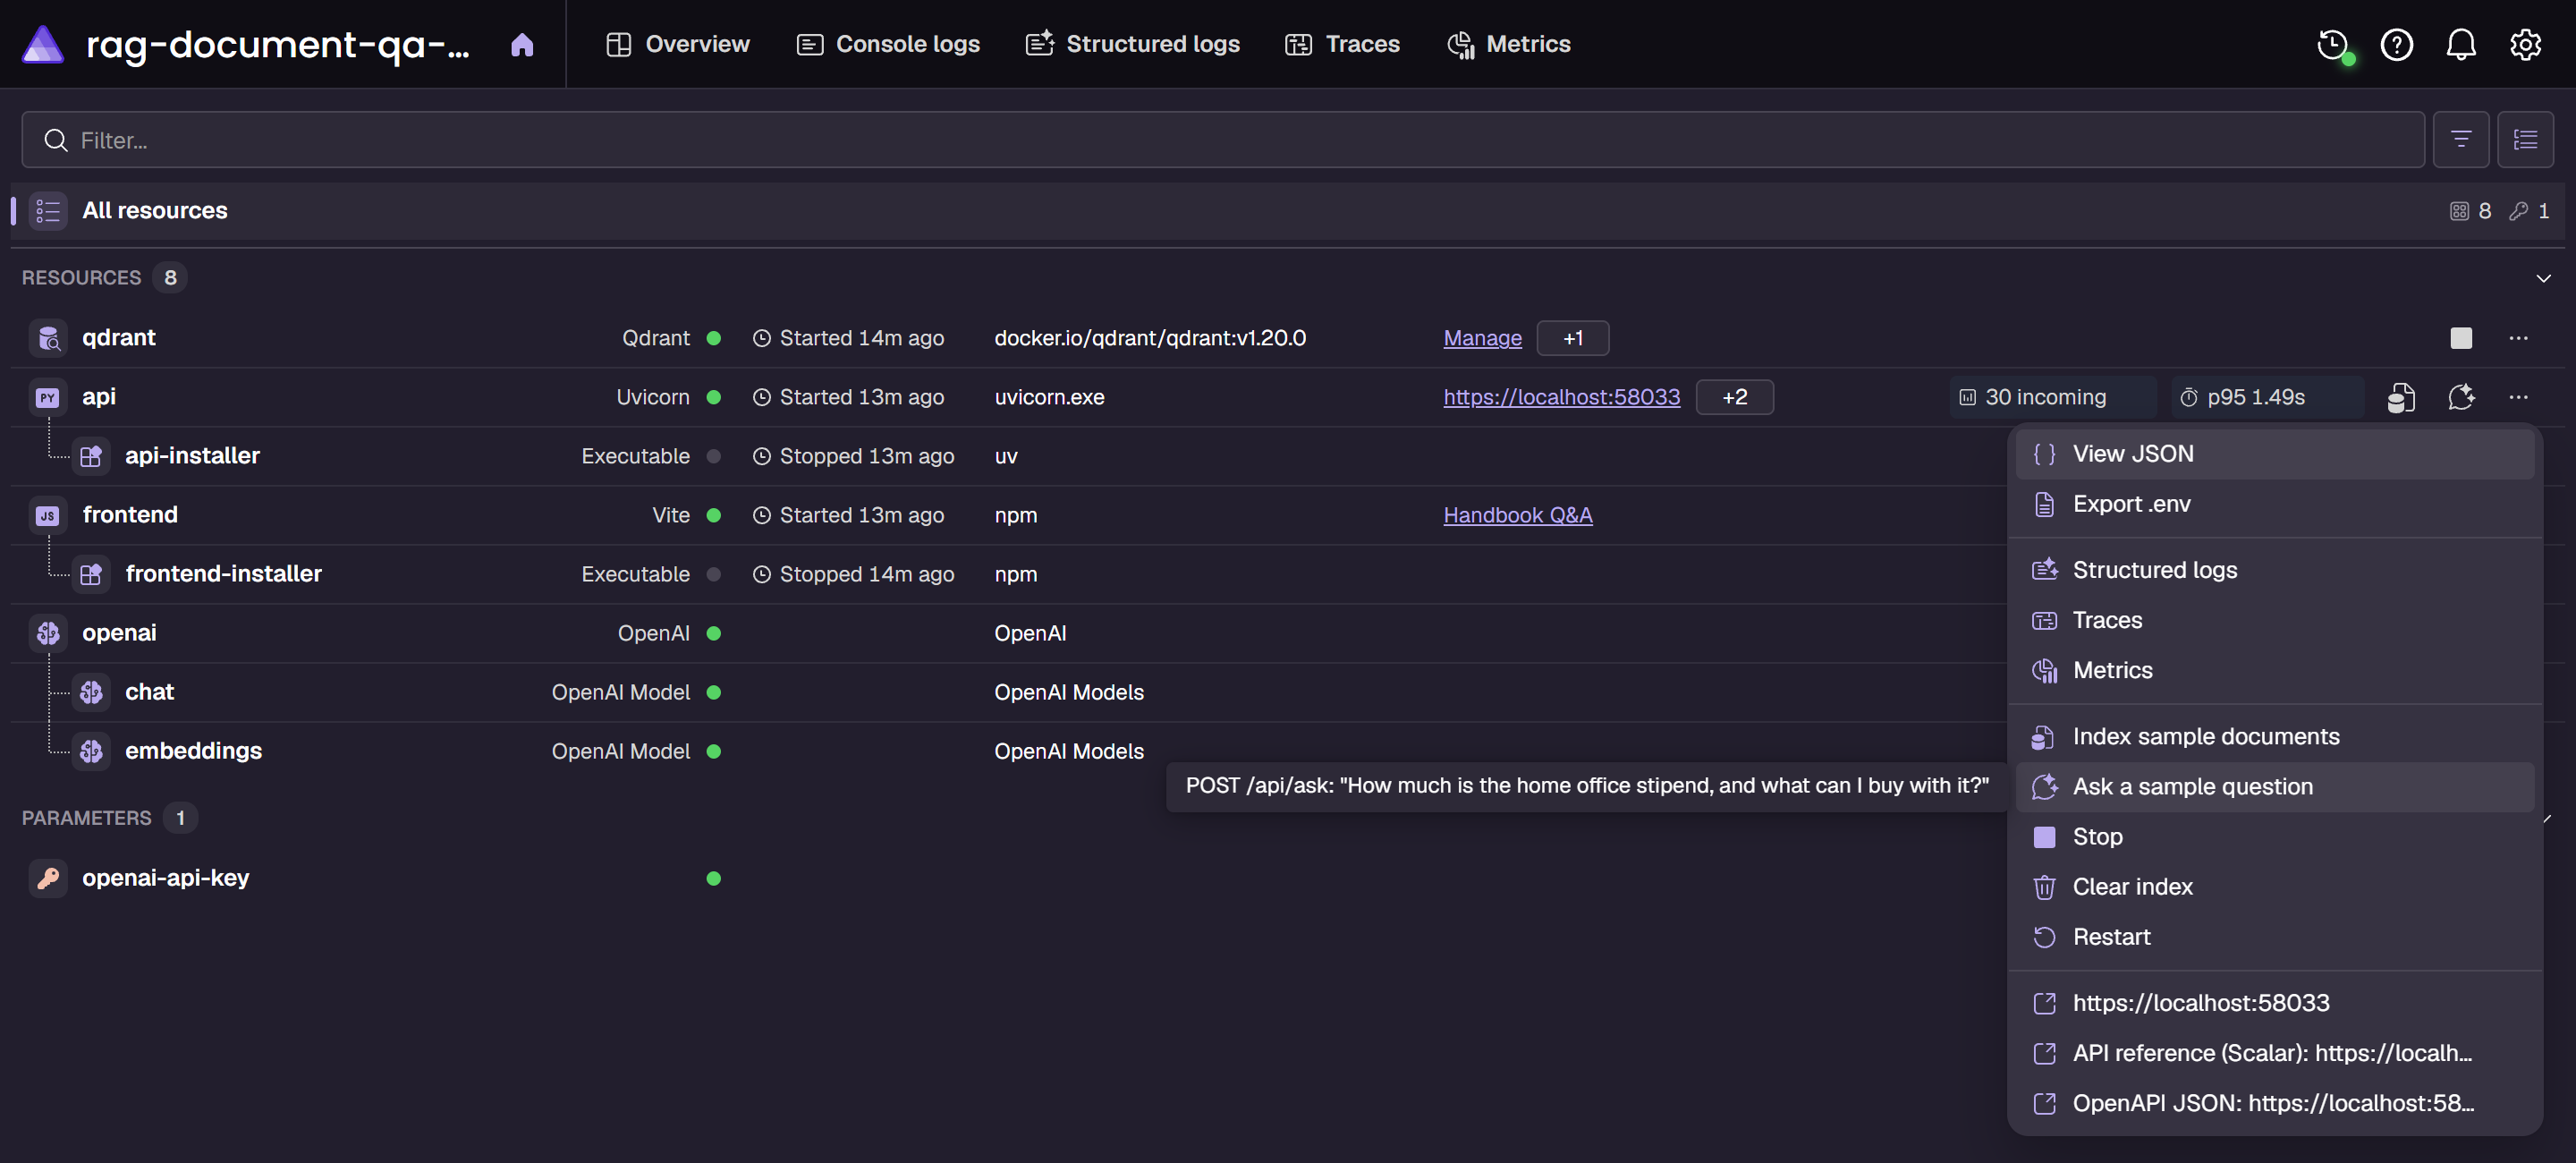 rag-document-qa-...
Overview
Console logs
Structured logs
Traces
Metrics
Filter...
All resources
8
1
RESOURCES 8
qdrant Qdrant Started 14m ago docker.io/qdrant/qdrant:v1.20.0 Manage +1
PY api Uvicorn Started 13m ago uvicorn.exe https://localhost:58033 +2 30 incoming p95 1.49s
api-installer Executable Stopped 13m ago uv
JS frontend Vite Started 13m ago npm Handbook Q&A
frontend-installer Executable Stopped 14m ago npm
openai OpenAI OpenAI
chat OpenAI Model OpenAI Models
embeddings OpenAI Model OpenAI Models
PARAMETERS 1
openai-api-key
POST /api/ask: "How much is the home office stipend, and what can I buy with it?"
View JSON
Export .env
Structured logs
Traces
Metrics
Index sample documents
Ask a sample question
Stop
Clear index
Restart
https://localhost:58033
API reference (Scalar): https://localh...
OpenAPI JSON: https://localhost:58...